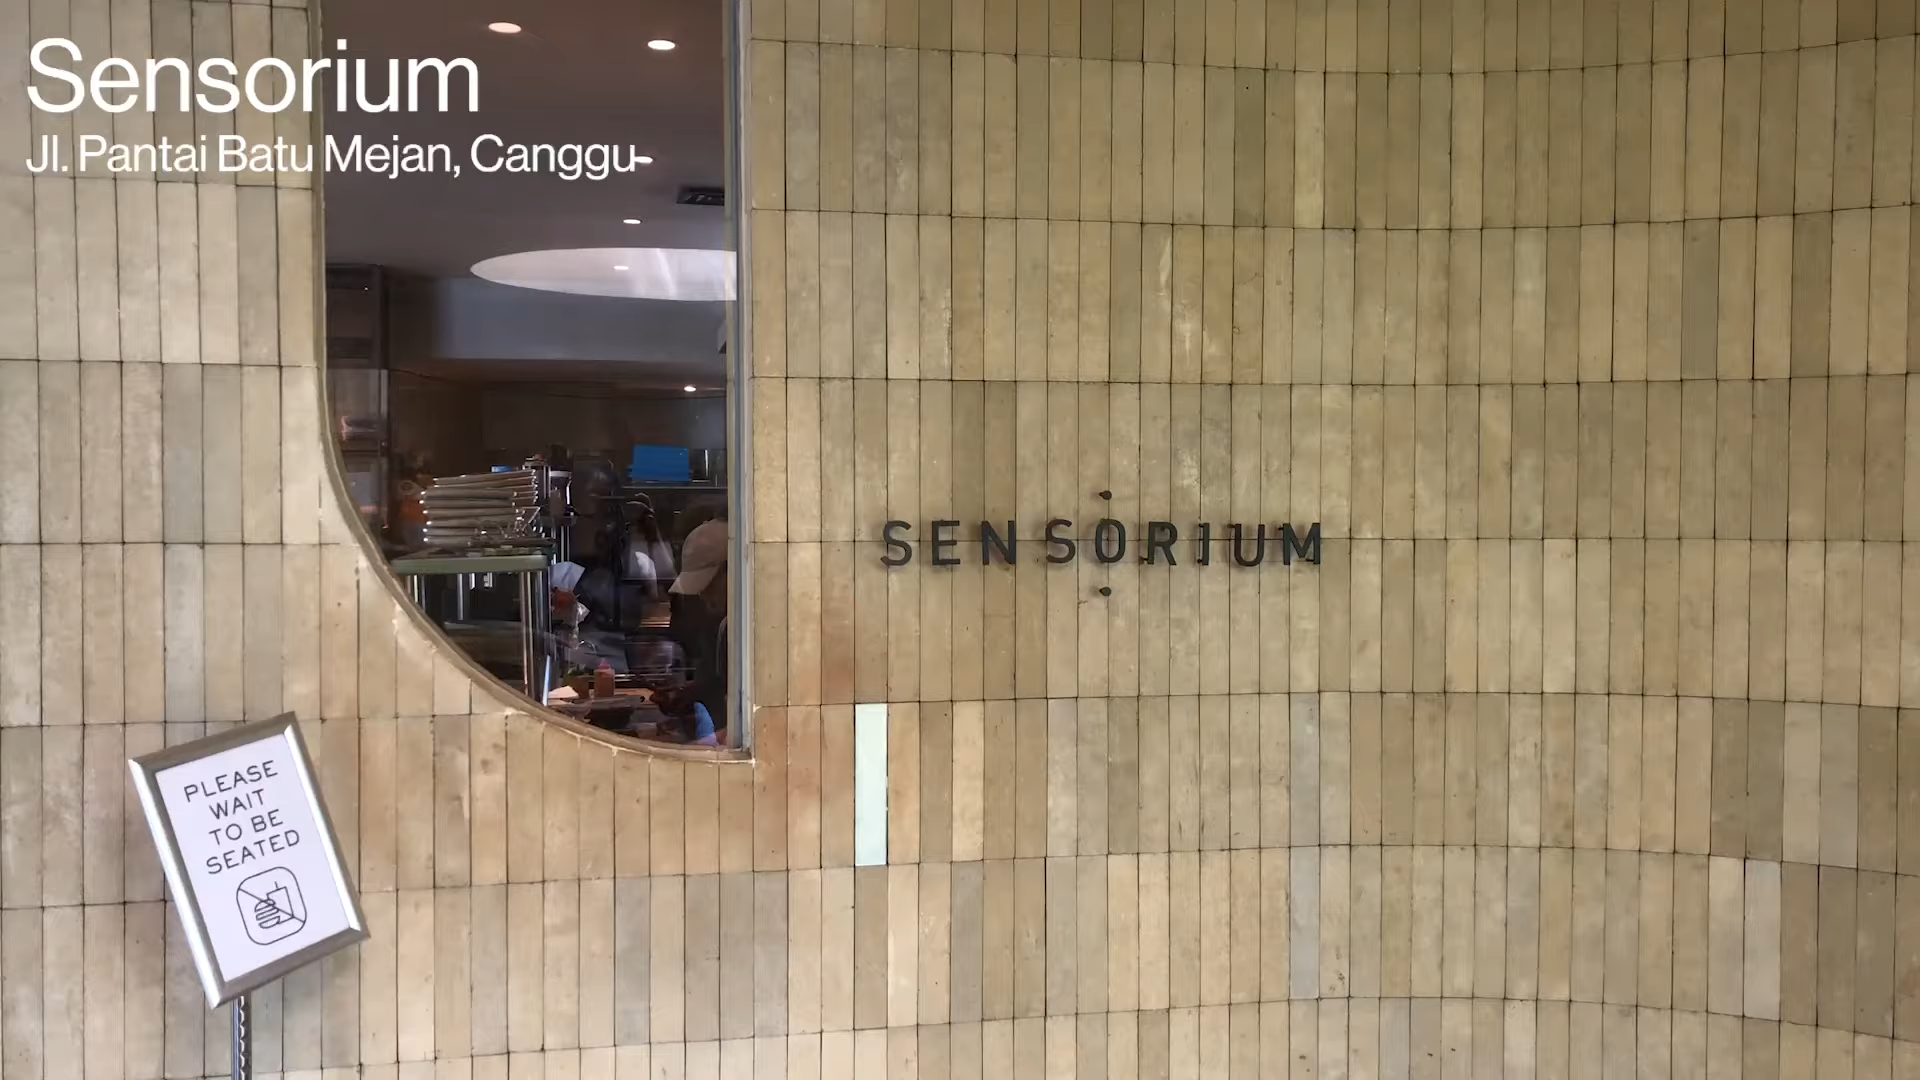 Sensorium
Jl. Pantai Batu Mejan, Canggu
SENSORIUM
PLEASE
WAIT
TO BE
SEATED